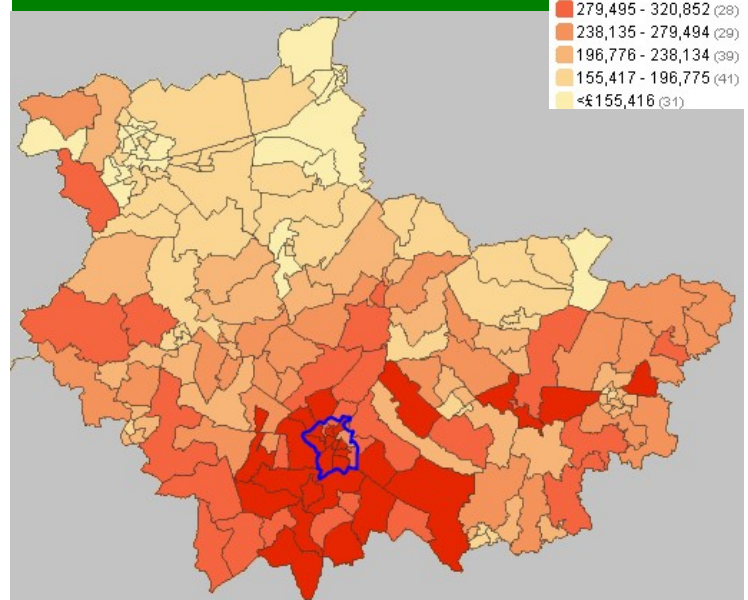 279,495 - 320,852 (28)
238,135 - 279,494 (29)
196,776 - 238,134 (39)
155,417 - 196,775 (41)
<£155,416 (31)